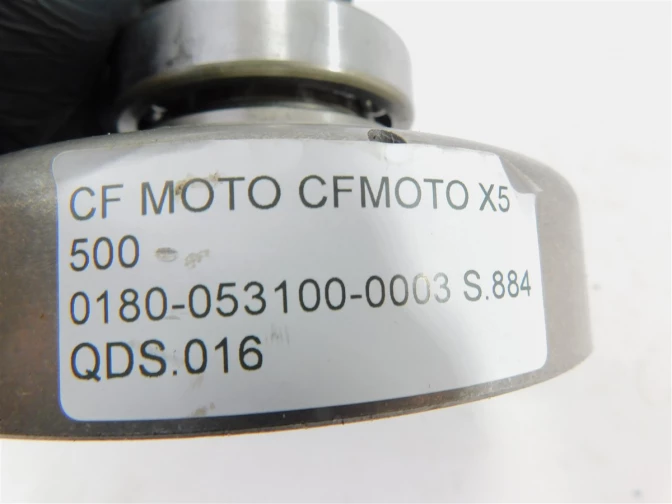 CF MOTO CFMOTO X5
500
0180-053100-0003 S.884
QDS.016